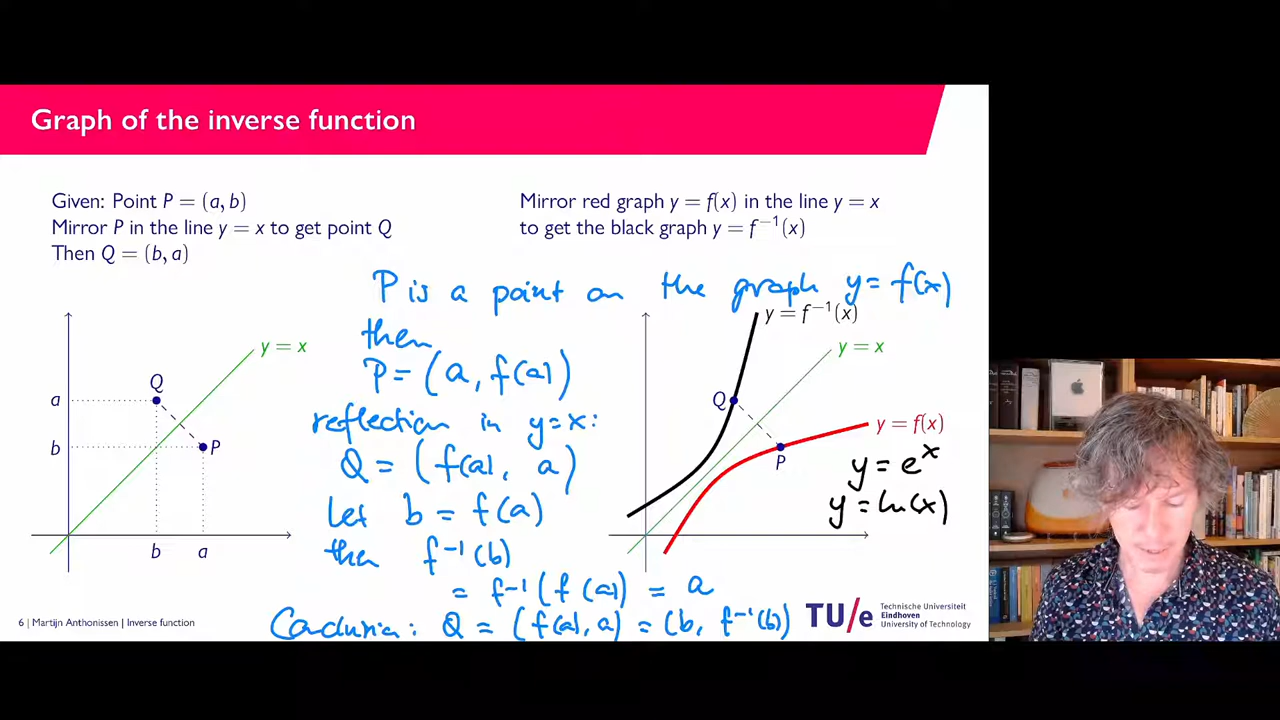 Graph of the inverse function
Given: Point P = (a, b)
Mirror P in the line y = x to get point Q
Then Q = (b, a)
Mirror red graph y = f(x) in the line y = x
to get the black graph y = f⁻¹(x)
P is a point on the graph y = f(x)
then
P = (a, f(a))
reflection in y = x:
Q = (f(a), a)
let b = f(a)
then f⁻¹(b)
= f⁻¹(f(a)) = a
Conclusion: Q = (f(a), a) = (b, f⁻¹(b))
y = x
Q
a
b
P
b
a
y = f⁻¹(x)
y = x
Q
y = f(x)
P
y = eˣ
y = ln(x)
6 | Martijn Anthonissen | Inverse function
TU/e
Technische Universiteit
Eindhoven
University of Technology